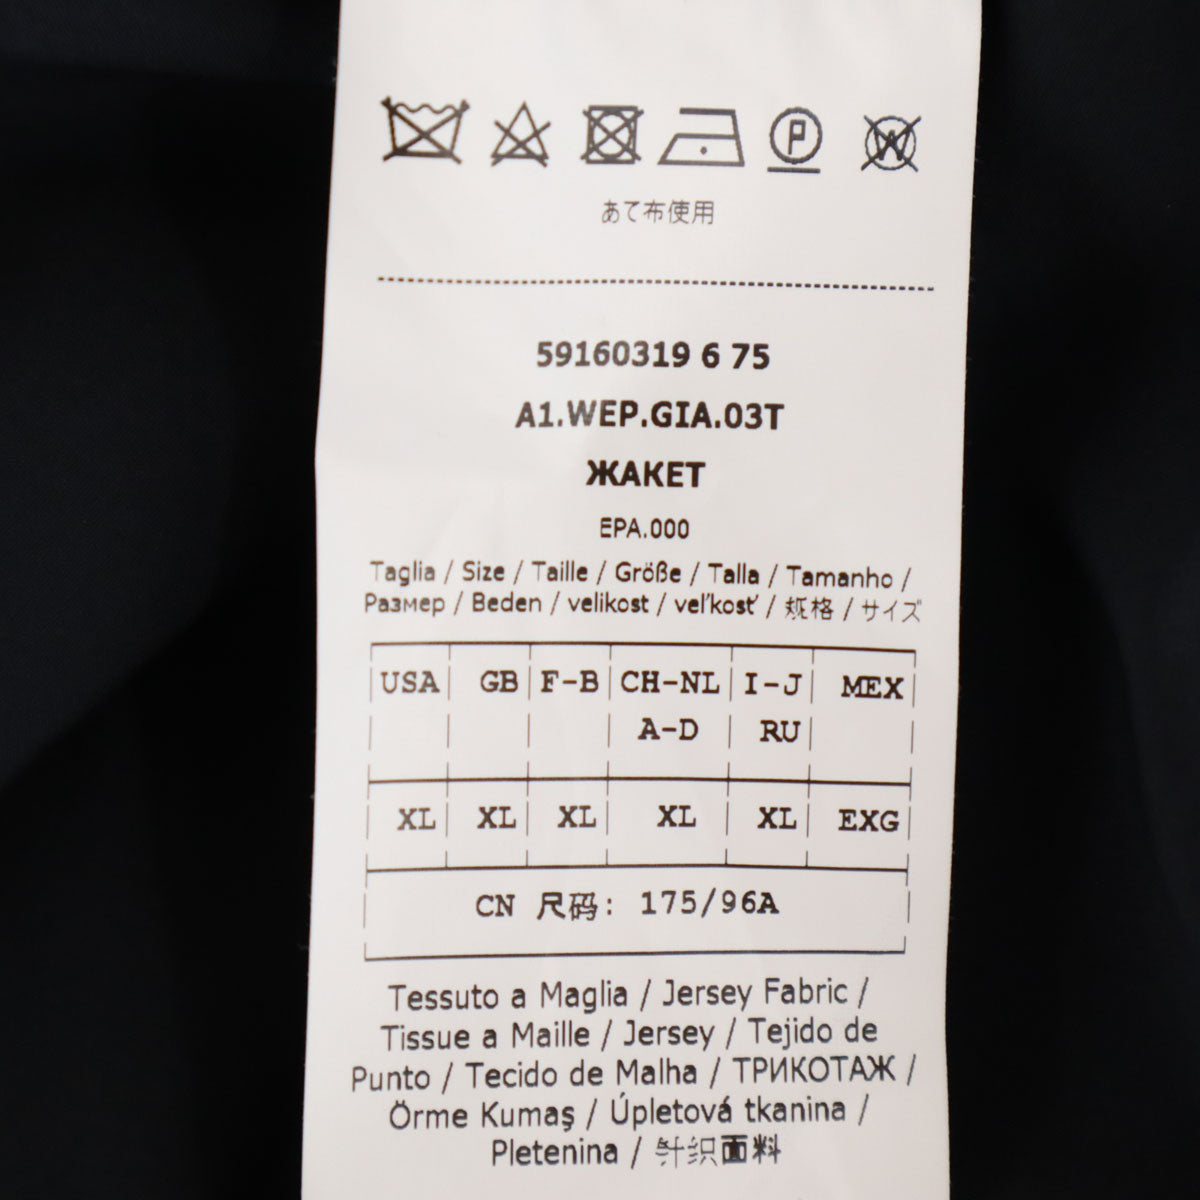 P W
あて布使用
59160319 6 75
A1.WEP.GIA.03T
ЖАКЕТ
EPA.000
Taglia / Size / Taille / Größe / Talla / Tamanho /
Размер / Beden / velikost / veľkosť / 规格 / サイズ
USA GB F-B CH-NL I-J MEX
A-D RU
XL XL XL XL XL EXG
CN 尺码: 175/96A
Tessuto a Maglia / Jersey Fabric /
Tissue a Maille / Jersey / Tejido de
Punto / Tecido de Malha / ТРИКОТАЖ /
Örme Kumaş / Úpletová tkanina /
Pletenina / 针织面料